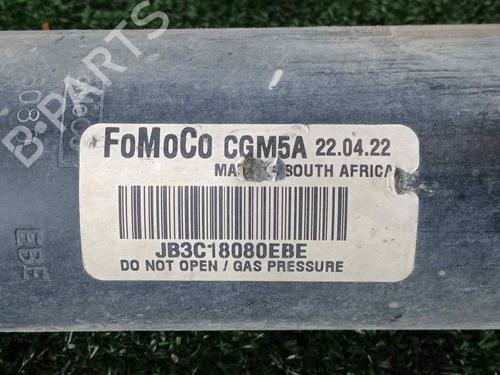 B-PARTS
FoMoCo CGM5A 22.04.22
SOUTH AFRICA
JB3C18080EBE
DO NOT OPEN / GAS PRESSURE
EBE